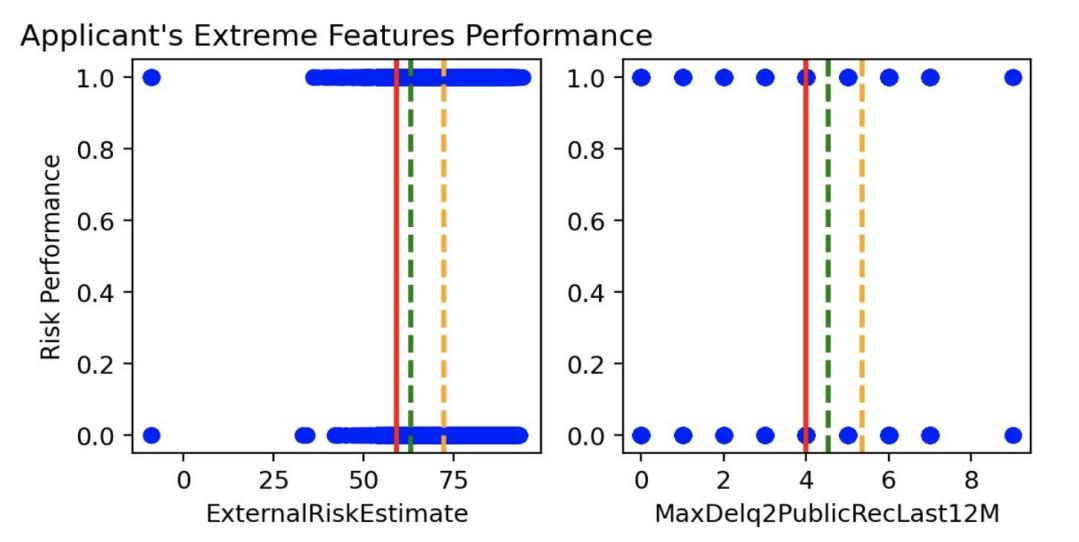 Applicant's Extreme Features Performance
Risk Performance
1.0
0.8
0.6
0.4
0.2
0.0
0 25 50 75
ExternalRiskEstimate
1.0
0.8
0.6
0.4
0.2
0.0
0 2 4 6 8
MaxDelq2PublicRecLast12M